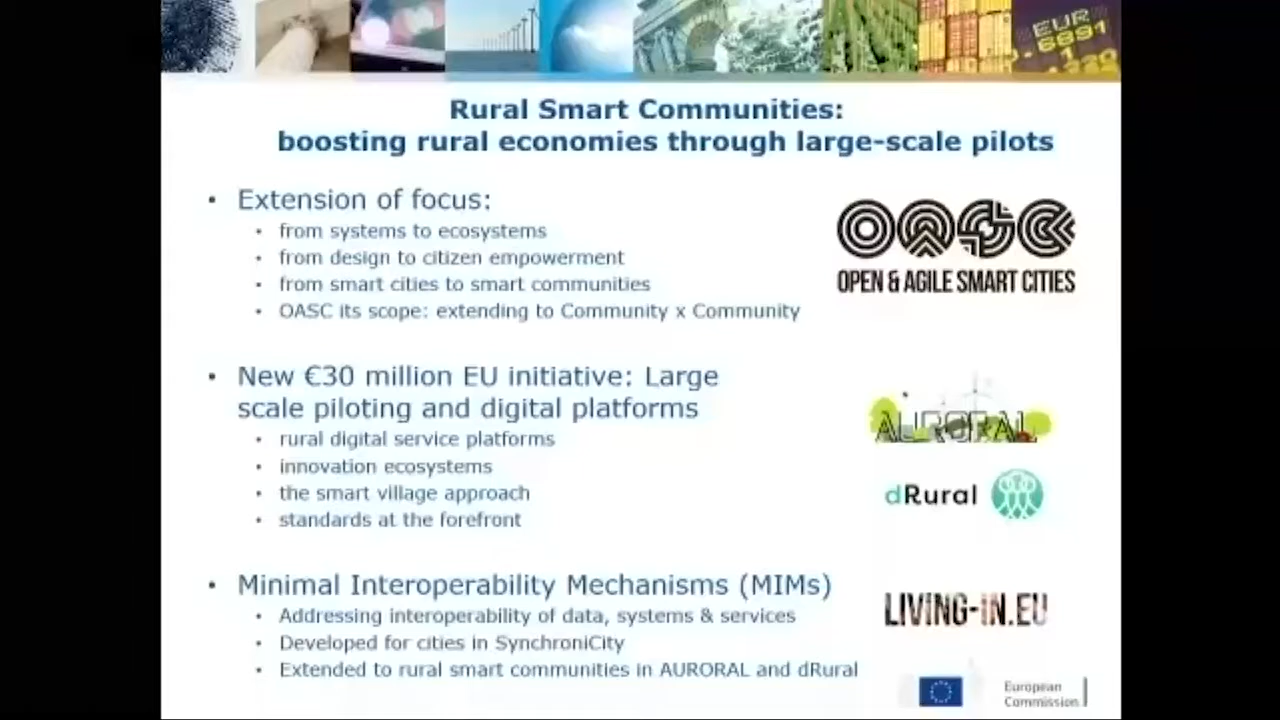 EUR
6891
Rural Smart Communities:
boosting rural economies through large-scale pilots
• Extension of focus:
• from systems to ecosystems
• from design to citizen empowerment
• from smart cities to smart communities
• OASC its scope: extending to Community x Community
OASC
OPEN & AGILE SMART CITIES
• New €30 million EU initiative: Large
scale piloting and digital platforms
• rural digital service platforms
• innovation ecosystems
• the smart village approach
• standards at the forefront
AURORAL
dRural
• Minimal Interoperability Mechanisms (MIMs)
• Addressing interoperability of data, systems & services
• Developed for cities in SynchroniCity
• Extended to rural smart communities in AURORAL and dRural
LIVING-IN.EU
European
Commission